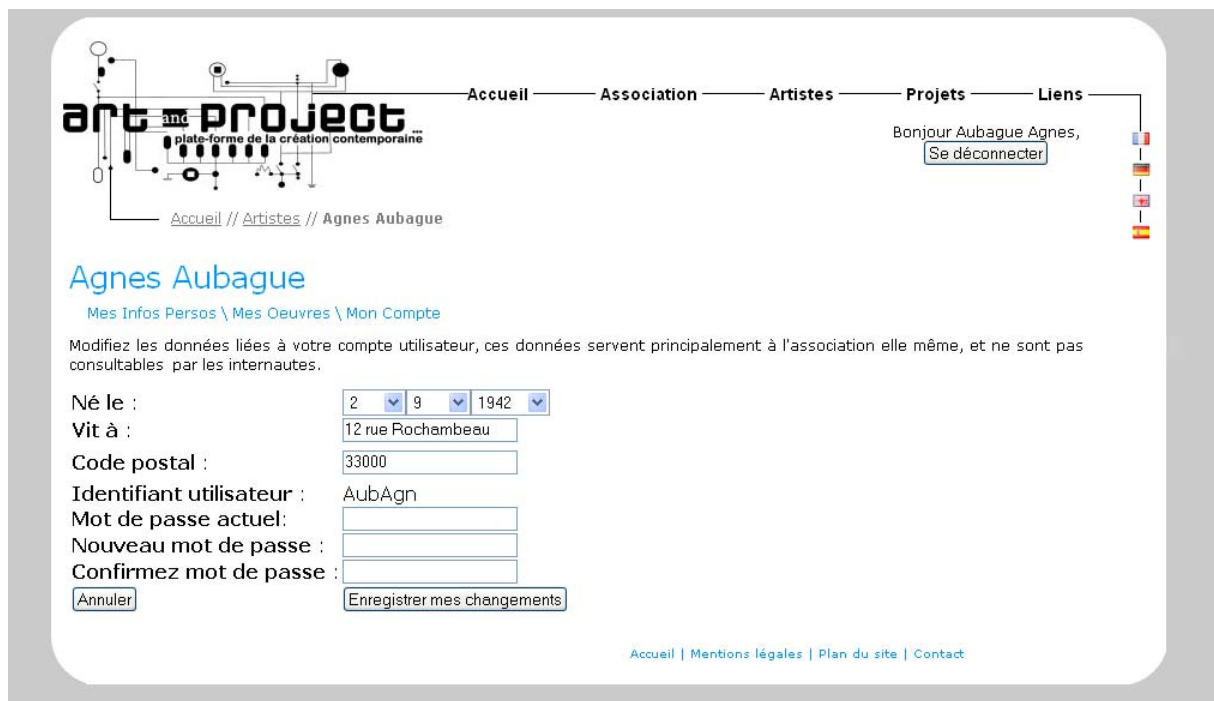 Accueil Association Artistes Projets Liens
art and project...
plate-forme de la création contemporaine
Bonjour Aubague Agnes,
Se déconnecter
Accueil // Artistes // Agnes Aubague
Agnes Aubague
Mes Infos Persos \ Mes Oeuvres \ Mon Compte
Modifiez les données liées à votre compte utilisateur, ces données servent principalement à l'association elle même, et ne sont pas
consultables par les internautes.
Né le : 2 9 1942
Vit à : 12 rue Rochambeau
Code postal : 33000
Identifiant utilisateur : AubAgn
Mot de passe actuel:
Nouveau mot de passe :
Confirmez mot de passe :
Annuler Enregistrer mes changements
Accueil | Mentions légales | Plan du site | Contact